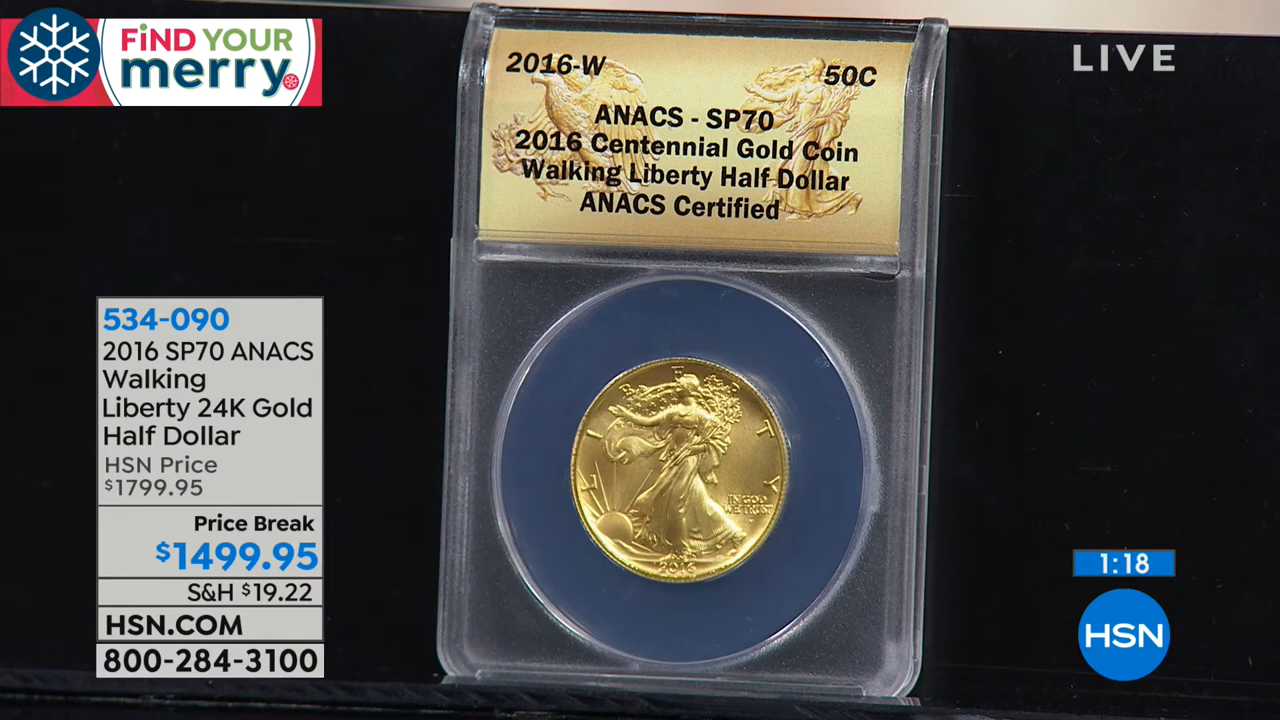 FiND YOUR
merry.
LIVE
2016-W 50C
ANACS - SP70
2016 Centennial Gold Coin
Walking Liberty Half Dollar
ANACS Certified
534-090
2016 SP70 ANACS
Walking
Liberty 24K Gold
Half Dollar
HSN Price
$1799.95
Price Break
$1499.95
S&H $19.22
HSN.COM
800-284-3100
LIBERTY
IN GOD
WE TRUST
2016
1:18
HSN